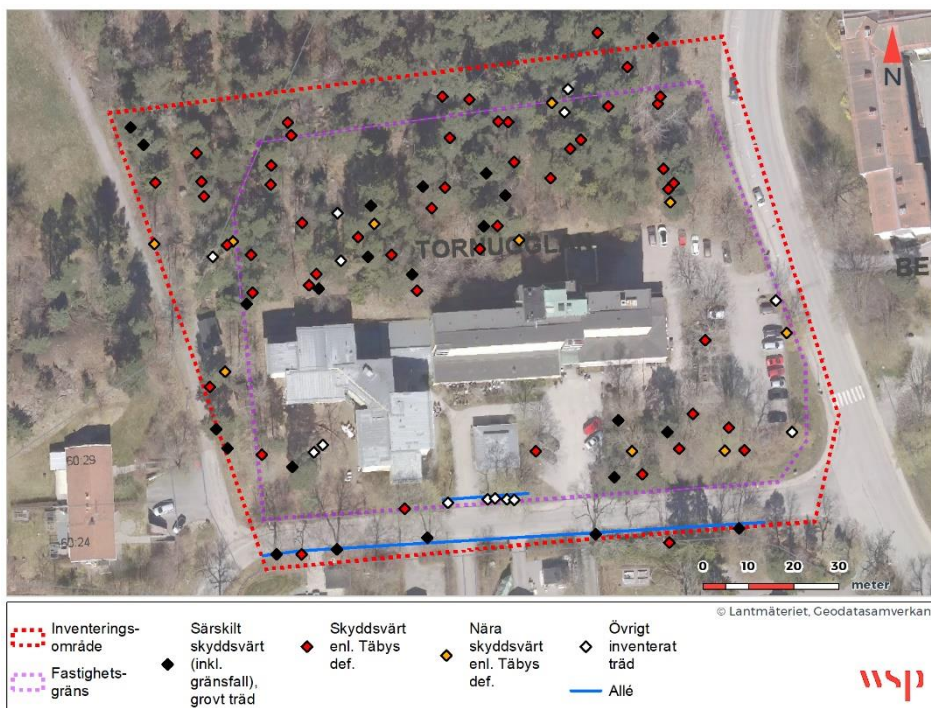 N
TORNUGGL
BE
60:29
60:24
0 10 20 30
meter
© Lantmäteriet, Geodatasamverkan
Inventerings-
område
Fastighets-
gräns
Särskilt
skyddsvärt
(inkl.
gränsfall),
grovt träd
Skyddsvärt
enl. Täbys
def.
Nära
skyddsvärt
enl. Täbys
def.
Övrigt
inventerat
träd
Allé
wsp